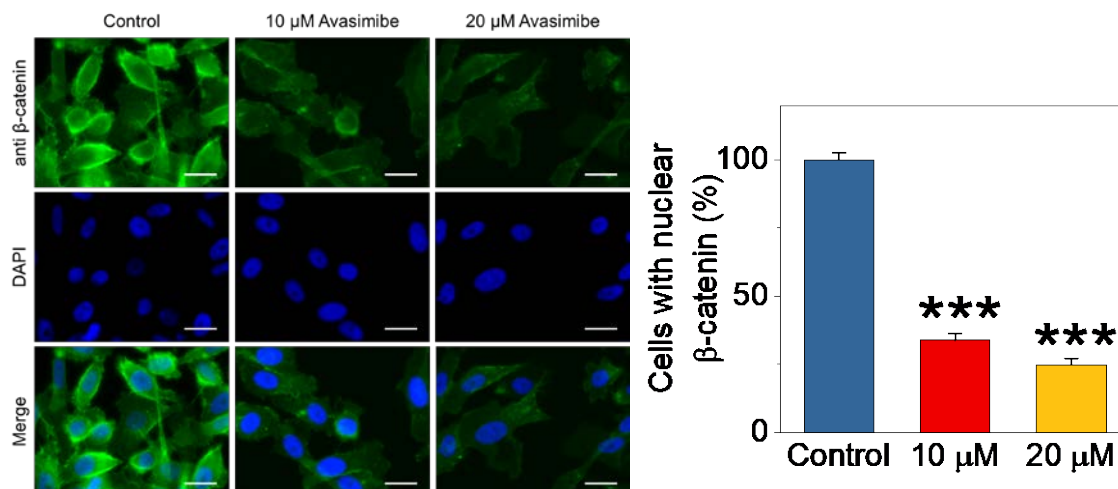 Control
10 µM Avasimibe
20 µM Avasimibe
anti β-catenin
DAPI
Merge
Cells with nuclear
β-catenin (%)
100
50
0
***
***
Control
10 µM
20 µM